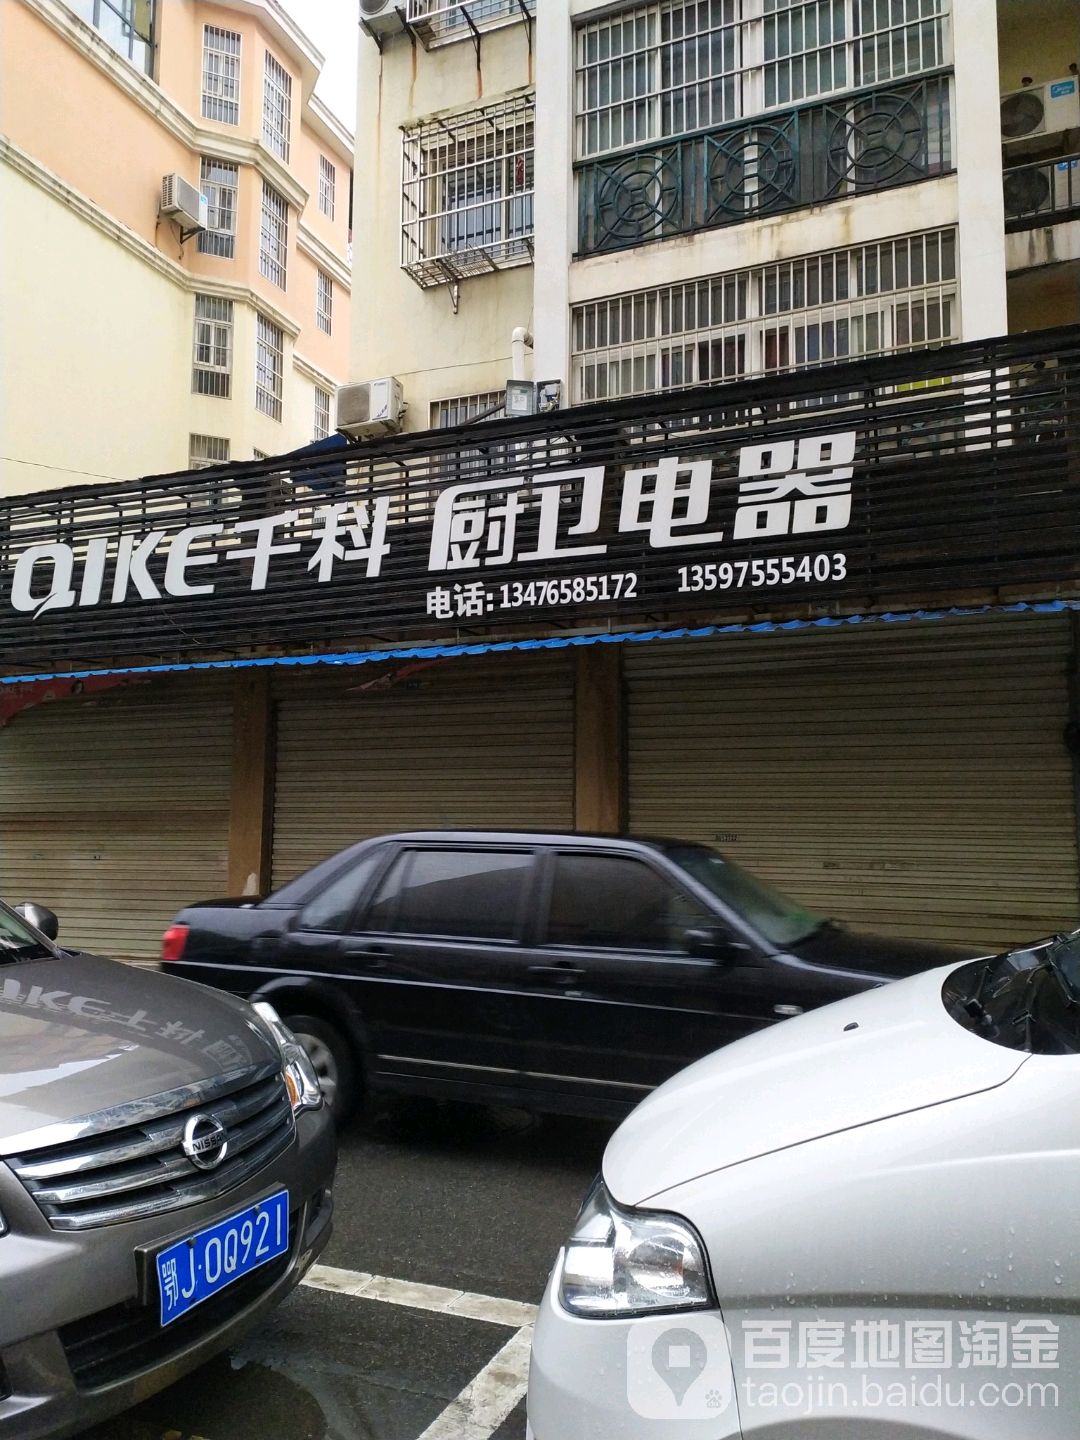 QIKE千科 厨卫电器
电话:13476585172 13597555403
NISSAN
鄂J·0Q921
百度地图淘金
taojin.baidu.com